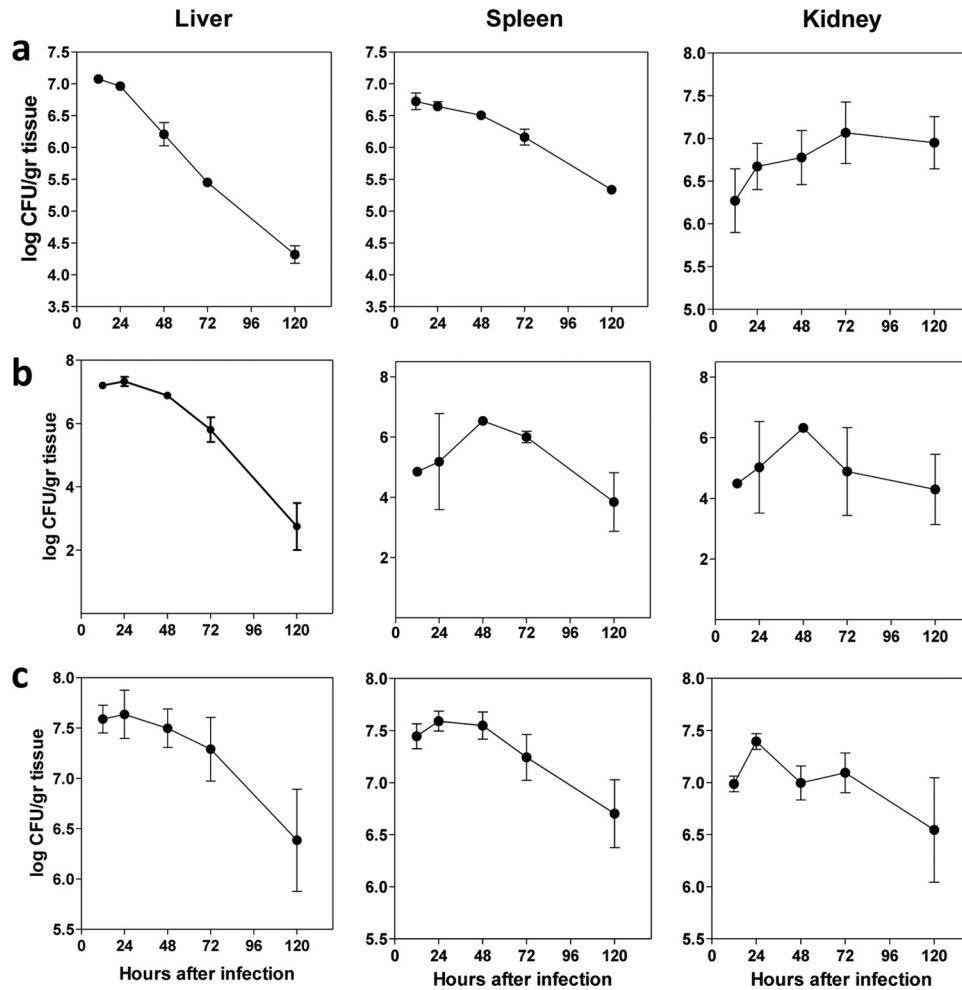 Liver Spleen Kidney
a
log CFU/gr tissue
7.5 7.5 8.0
7.0 7.0 7.5
6.5 6.5 7.0
6.0 6.0 6.5
5.5 5.5 6.0
5.0 5.0 5.5
4.5 4.5 5.0
4.0 4.0
3.5 3.5
0 24 48 72 96 120 0 24 48 72 96 120 0 24 48 72 96 120
b
log CFU/gr tissue
8 8 8
6 6 6
4 4 4
2 2 2
0 24 48 72 96 120 0 24 48 72 96 120 0 24 48 72 96 120
c
log CFU/gr tissue
8.0 8.0 8.0
7.5 7.5 7.5
7.0 7.0 7.0
6.5 6.5 6.5
6.0 6.0 6.0
5.5 5.5 5.5
0 24 48 72 96 120 0 24 48 72 96 120 0 24 48 72 96 120
Hours after infection Hours after infection Hours after infection